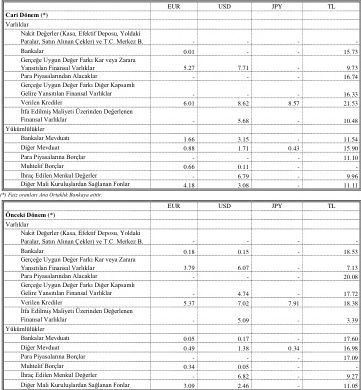 EUR USD JPY TL
Cari Dönem (*)
Varlıklar
Nakit Değerler (Kasa, Efektif Deposu, Yoldaki
Paralar, Satın Alınan Çekler) ve T.C. Merkez B. - - - -
Bankalar 0.01 - - 15.73
Gerçeğe Uygun Değer Farkı Kar veya Zarara
Yansıtılan Finansal Varlıklar 5.27 7.71 - 9.73
Para Piyasalarından Alacaklar - - - 16.74
Gerçeğe Uygun Değer Farkı Diğer Kapsamlı
Gelire Yansıtılan Finansal Varlıklar - - - 16.33
Verilen Krediler 6.01 8.62 8.57 21.53
İtfa Edilmiş Maliyeti Üzerinden Değerlenen
Finansal Varlıklar - 5.68 - 10.48
Yükümlülükler
Bankalar Mevduatı 1.66 3.15 - 11.54
Diğer Mevduat 0.88 1.71 0.43 15.90
Para Piyasalarına Borçlar - - - 11.10
Muhtelif Borçlar 0.66 0.11 - -
İhraç Edilen Menkul Değerler - 6.79 - 9.96
Diğer Mali Kuruluşlardan Sağlanan Fonlar 4.18 3.08 - 11.11
(*) Faiz oranları Ana Ortaklık Bankaya aittir.
EUR USD JPY TL
Önceki Dönem (*)
Varlıklar
Nakit Değerler (Kasa, Efektif Deposu, Yoldaki
Paralar, Satın Alınan Çekler) ve T.C. Merkez B. - - - -
Bankalar 0.18 0.15 - 18.53
Gerçeğe Uygun Değer Farkı Kar veya Zarara
Yansıtılan Finansal Varlıklar 3.79 6.07 - 7.13
Para Piyasalarından Alacaklar - - - 20.08
Gerçeğe Uygun Değer Farkı Diğer Kapsamlı
Gelire Yansıtılan Finansal Varlıklar - 4.74 - 17.72
Verilen Krediler 5.37 7.02 7.91 18.38
İtfa Edilmiş Maliyeti Üzerinden Değerlenen
Finansal Varlıklar - 5.09 - 3.39
Yükümlülükler
Bankalar Mevduatı 0.05 0.17 - 17.60
Diğer Mevduat 0.49 1.38 0.34 16.98
Para Piyasalarına Borçlar - - - 17.09
Muhtelif Borçlar 0.34 0.05 - -
İhraç Edilen Menkul Değerler - 6.82 - 9.27
Diğer Mali Kuruluşlardan Sağlanan Fonlar 3.09 2.46 - 11.05